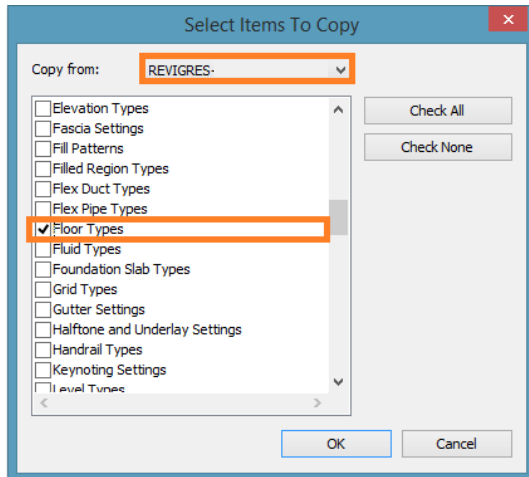 Select Items To Copy
Copy from: REVIGRES-
Elevation Types
Fascia Settings
Fill Patterns
Filled Region Types
Flex Duct Types
Flex Pipe Types
Floor Types
Fluid Types
Foundation Slab Types
Grid Types
Gutter Settings
Halftone and Underlay Settings
Handrail Types
Keynoting Settings
Level Types
Check All
Check None
OK
Cancel